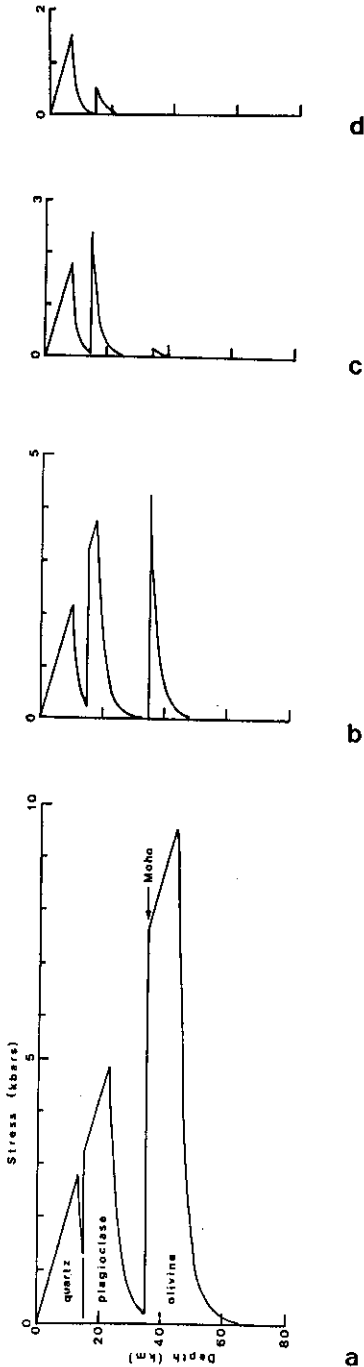 Stress (kbars)
0 5 10
0 5
0 3
0 2
0
20
40
60
80
Depth (km)
quartz
plagioclase
olivine
Moho
a
b
c
d